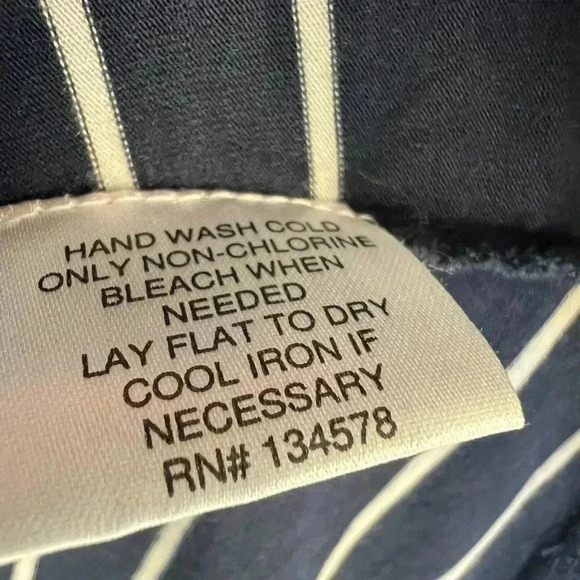 HAND WASH COLD
ONLY NON-CHLORINE
BLEACH WHEN
NEEDED
LAY FLAT TO DRY
COOL IRON IF
NECESSARY
RN# 134578